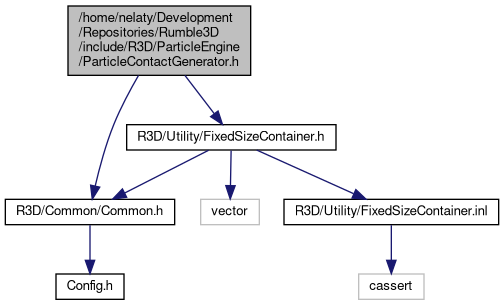 /home/nelaty/Development
/Repositories/Rumble3D
/include/R3D/ParticleEngine
/ParticleContactGenerator.h
R3D/Utility/FixedSizeContainer.h
R3D/Common/Common.h
vector
R3D/Utility/FixedSizeContainer.inl
Config.h
cassert